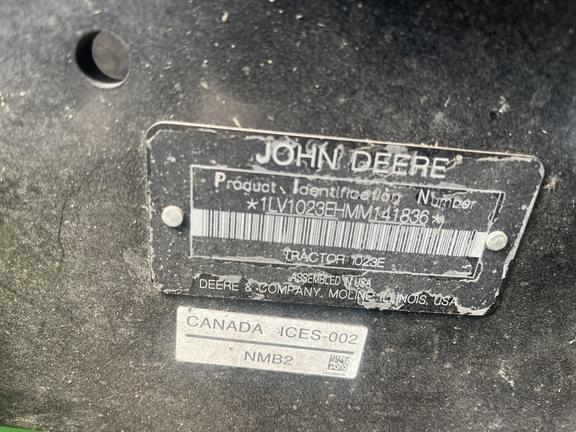 JOHN DEERE
Product Identification Number
*1LV1023EHMM141836*
TRACTOR 1023E
ASSEMBLED IN USA
DEERE & COMPANY, MOLINE ILLINOIS, USA
CANADA ICES-002
NMB2